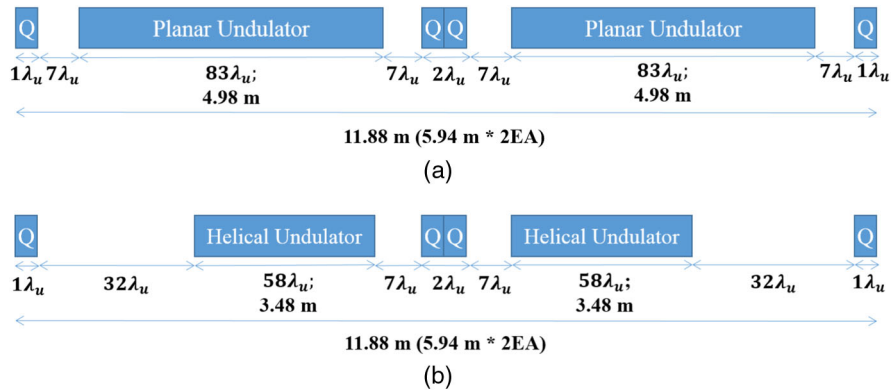 Q Planar Undulator Q Q Planar Undulator Q
1λᵤ 7λᵤ 83λᵤ; 7λᵤ 2λᵤ 7λᵤ 83λᵤ; 7λᵤ 1λᵤ
4.98 m 4.98 m
11.88 m (5.94 m * 2EA)
(a)
Q Helical Undulator Q Q Helical Undulator Q
1λᵤ 32λᵤ 58λᵤ; 7λᵤ 2λᵤ 7λᵤ 58λᵤ; 32λᵤ 1λᵤ
3.48 m 3.48 m
11.88 m (5.94 m * 2EA)
(b)